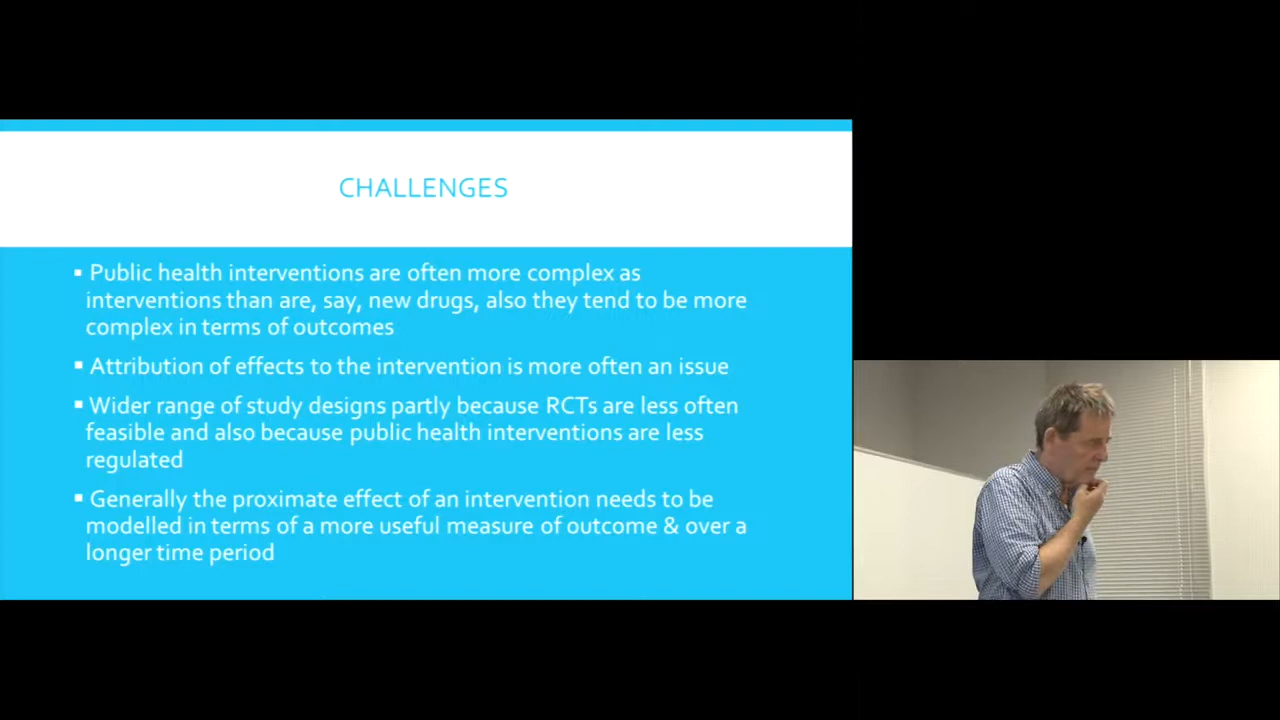 CHALLENGES
▪ Public health interventions are often more complex as
interventions than are, say, new drugs, also they tend to be more
complex in terms of outcomes
▪ Attribution of effects to the intervention is more often an issue
▪ Wider range of study designs partly because RCTs are less often
feasible and also because public health interventions are less
regulated
▪ Generally the proximate effect of an intervention needs to be
modelled in terms of a more useful measure of outcome & over a
longer time period